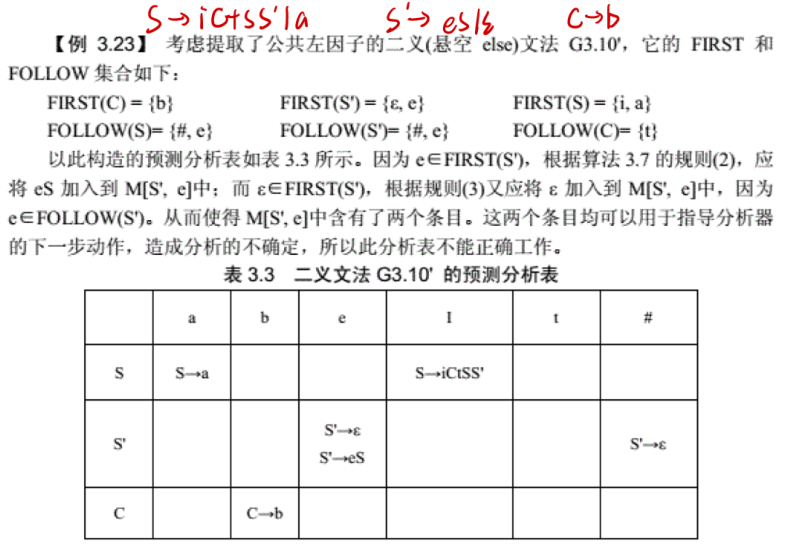 S→iCtSS'|a S'→eS|ε C→b
【例 3.23】 考虑提取了公共左因子的二义(悬空 else)文法 G3.10'，它的 FIRST 和
FOLLOW 集合如下：
FIRST(C) = {b} FIRST(S') = {ε, e} FIRST(S) = {i, a}
FOLLOW(S)= {#, e} FOLLOW(S')= {#, e} FOLLOW(C)= {t}
以此构造的预测分析表如表 3.3 所示。因为 e∈FIRST(S')，根据算法 3.7 的规则(2)，应
将 eS 加入到 M[S', e]中；而 ε∈FIRST(S')，根据规则(3)又应将 ε 加入到 M[S', e]中，因为
e∈FOLLOW(S')。从而使得 M[S', e]中含有了两个条目。这两个条目均可以用于指导分析器
的下一步动作，造成分析的不确定，所以此分析表不能正确工作。
表 3.3 二义文法 G3.10' 的预测分析表
a b e I t #
S S→a S→iCtSS'
S' S'→ε S'→eS S'→ε
C C→b